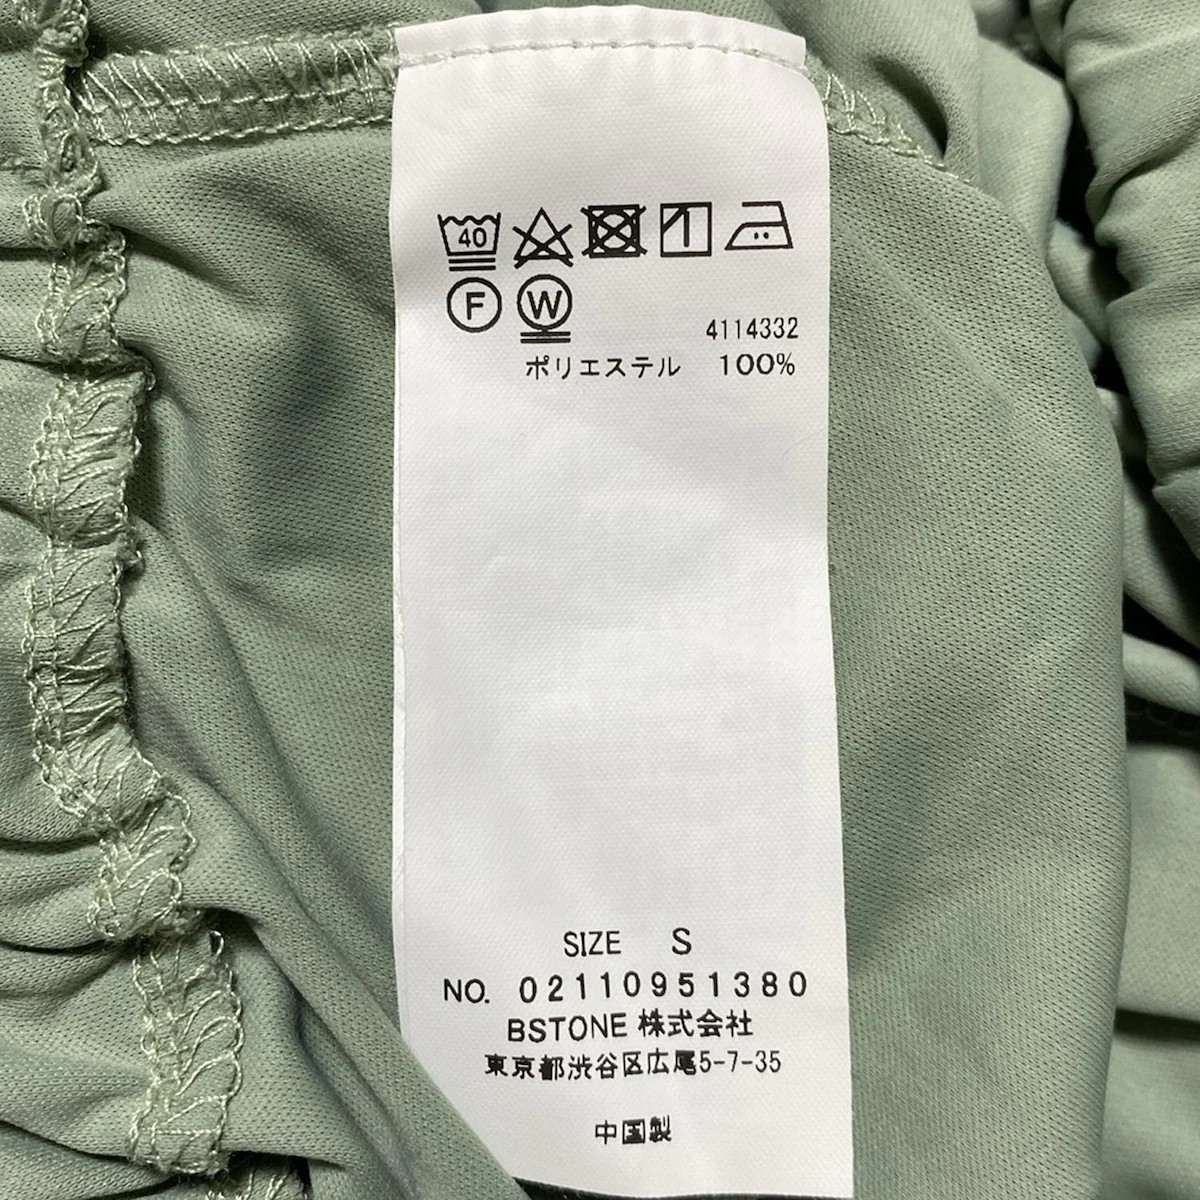 40
F W
4114332
ポリエステル 100%
SIZE S
NO. 02110951380
BSTONE 株式会社
東京都渋谷区広尾5-7-35
中国製